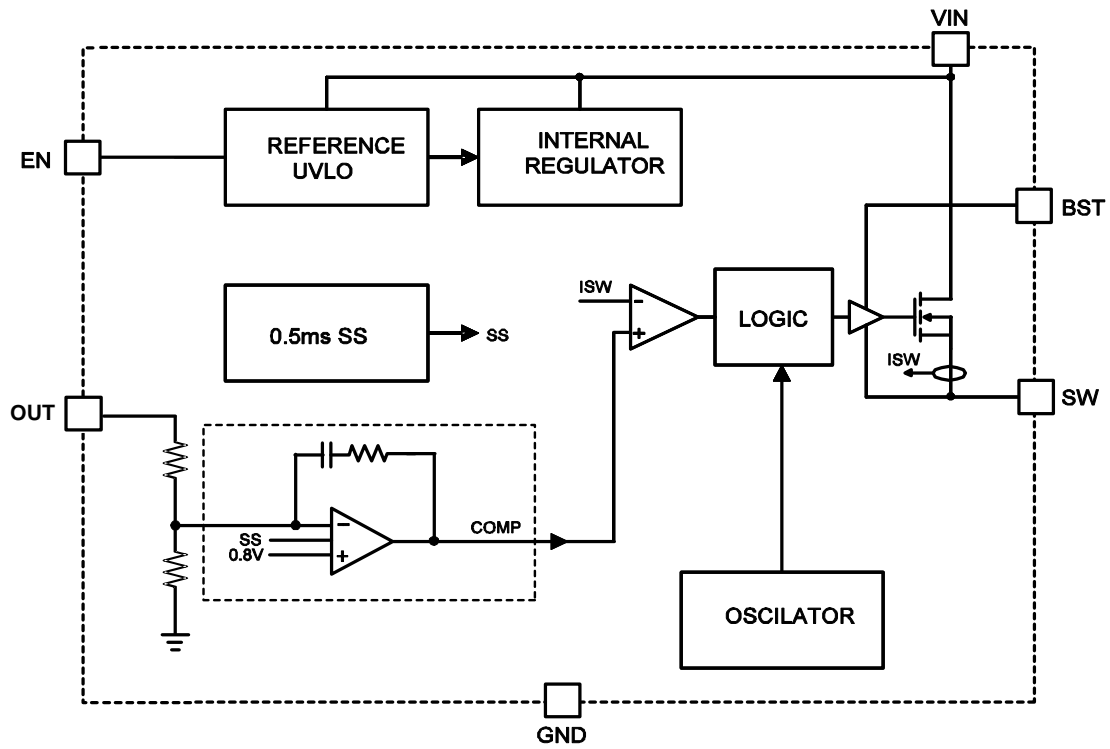 VIN
EN
REFERENCE
UVLO
INTERNAL
REGULATOR
BST
0.5ms SS
SS
ISW
−
+
LOGIC
ISW
SW
OUT
−
SS
0.8V
+
COMP
OSCILATOR
GND